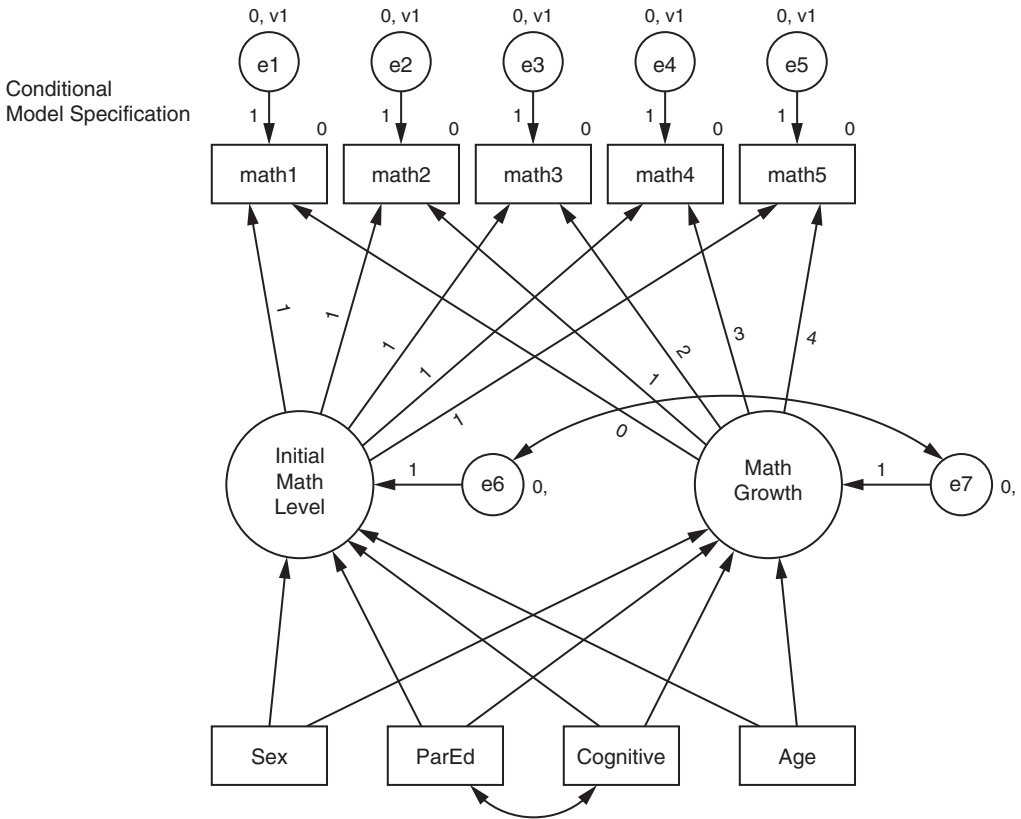 0, v1 0, v1 0, v1 0, v1 0, v1
e1 e2 e3 e4 e5
Conditional
Model Specification
1 1 1 1 1
0 0 0 0 0
math1 math2 math3 math4 math5
1 1 1 1 1 0 1 2 3 4
Initial
Math
Level
1 e6 0,
Math
Growth
1 e7 0,
Sex ParEd Cognitive Age